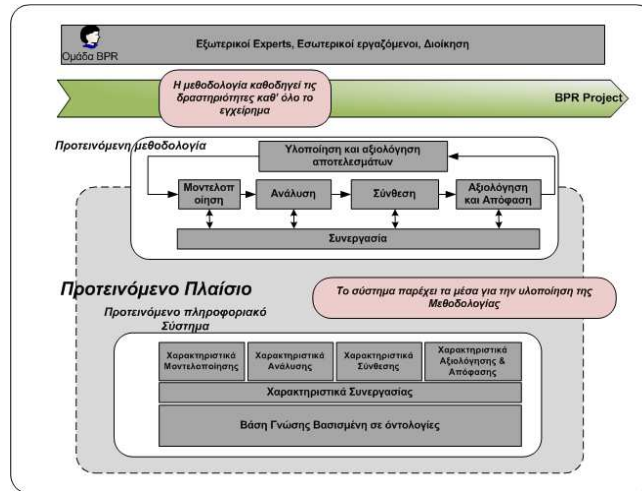 Ομάδα BPR
Εξωτερικοί Experts, Εσωτερικοί εργαζόμενοι, Διοίκηση
Η μεθοδολογία καθοδηγεί τις
δραστηριότητες καθ' όλο το
εγχείρημα
BPR Project
Προτεινόμενη μεθοδολογία
Υλοποίηση και αξιολόγηση
αποτελεσμάτων
Μοντελοπ
οίηση
Ανάλυση
Σύνθεση
Αξιολόγηση
και Απόφαση
Συνεργασία
Προτεινόμενο Πλαίσιο
Το σύστημα παρέχει τα μέσα για την υλοποίηση της
Μεθοδολογίας
Προτεινόμενο πληροφοριακό
Σύστημα
Χαρακτηριστικά
Μοντελοποίησης
Χαρακτηριστικά
Ανάλυσης
Χαρακτηριστικά
Σύνθεσης
Χαρακτηριστικά
Αξιολόγησης &
Απόφασης
Χαρακτηριστικά Συνεργασίας
Βάση Γνώσης Βασισμένη σε όντολογίες